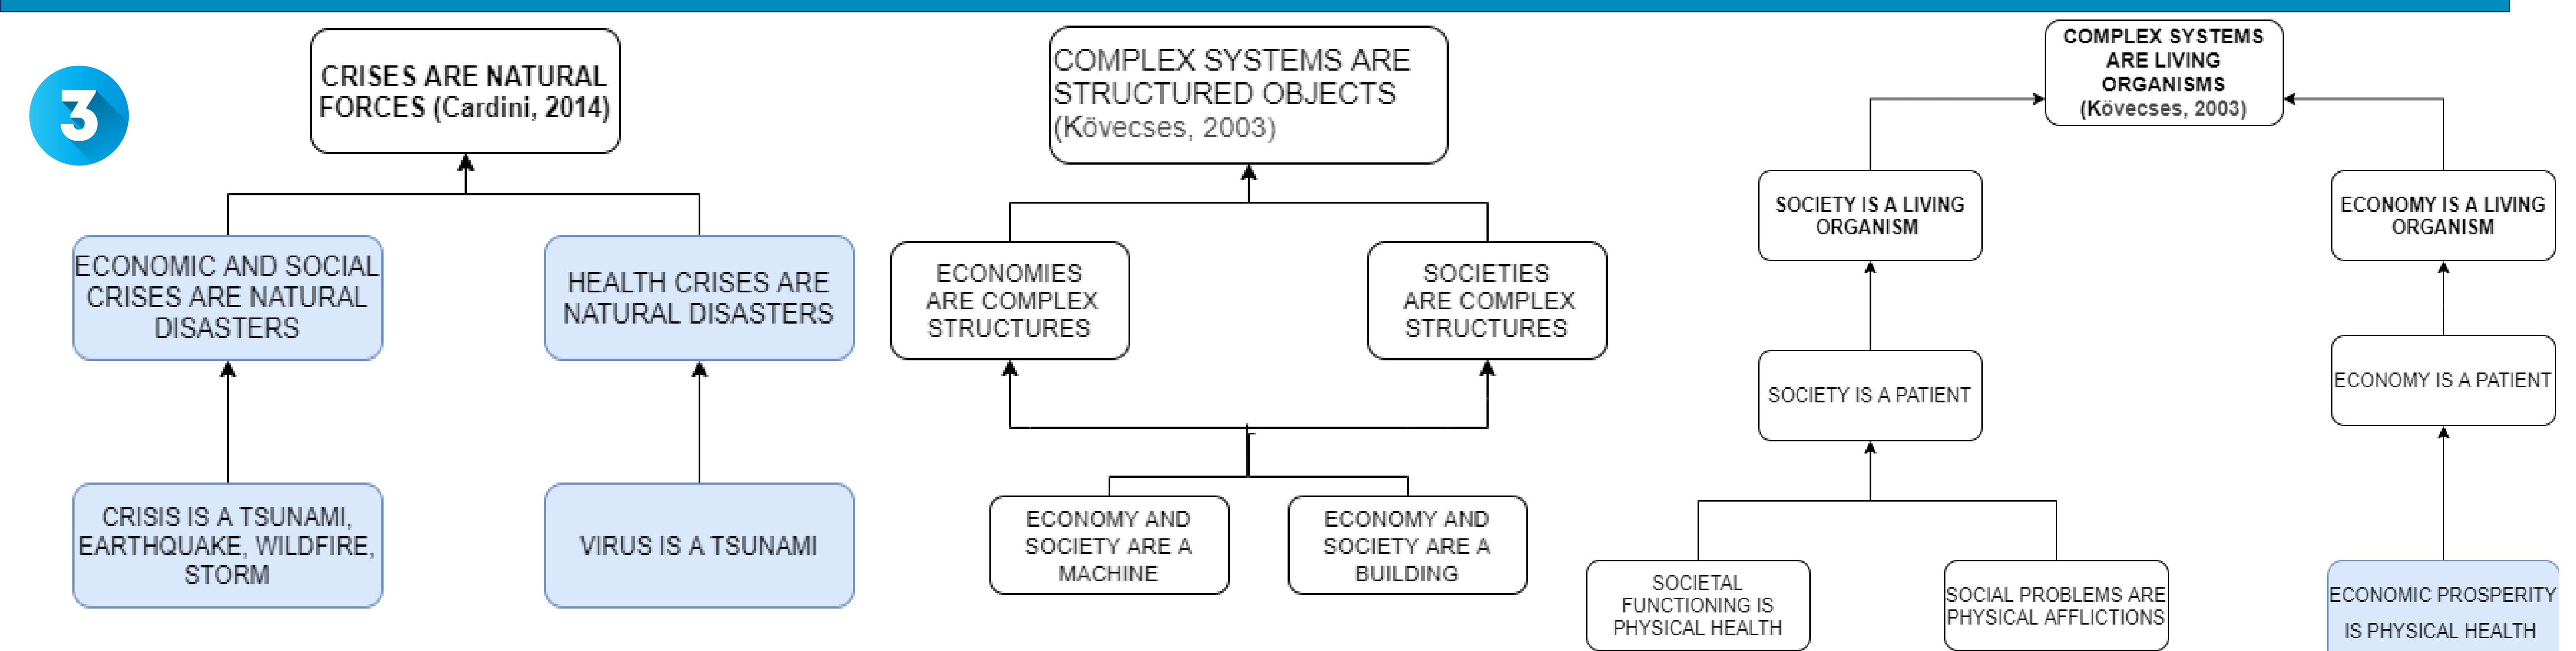 3
CRISES ARE NATURAL
FORCES (Cardini, 2014)
ECONOMIC AND SOCIAL
CRISES ARE NATURAL
DISASTERS
HEALTH CRISES ARE
NATURAL DISASTERS
CRISIS IS A TSUNAMI,
EARTHQUAKE, WILDFIRE,
STORM
VIRUS IS A TSUNAMI
COMPLEX SYSTEMS ARE
STRUCTURED OBJECTS
(Kövecses, 2003)
ECONOMIES
ARE COMPLEX
STRUCTURES
SOCIETIES
ARE COMPLEX
STRUCTURES
ECONOMY AND
SOCIETY ARE A
MACHINE
ECONOMY AND
SOCIETY ARE A
BUILDING
COMPLEX SYSTEMS
ARE LIVING
ORGANISMS
(Kövecses, 2003)
SOCIETY IS A LIVING
ORGANISM
ECONOMY IS A LIVING
ORGANISM
SOCIETY IS A PATIENT
ECONOMY IS A PATIENT
SOCIETAL
FUNCTIONING IS
PHYSICAL HEALTH
SOCIAL PROBLEMS ARE
PHYSICAL AFFLICTIONS
ECONOMIC PROSPERITY
IS PHYSICAL HEALTH